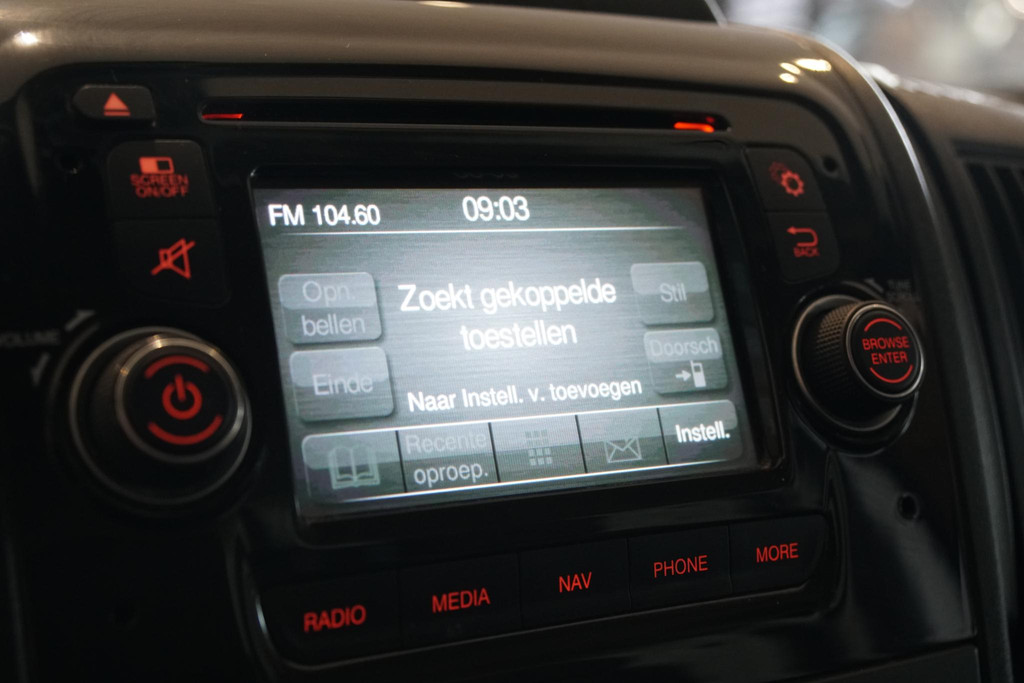 SCREEN
ON/OFF
FM 104.60
09:03
Opn.
bellen
Zoekt gekoppelde
toestellen
Stil
Einde
Doorsch
Naar Instell. v. toevoegen
Recente
oproep.
Instell.
BACK
VOLUME
BROWSE
ENTER
RADIO
MEDIA
NAV
PHONE
MORE